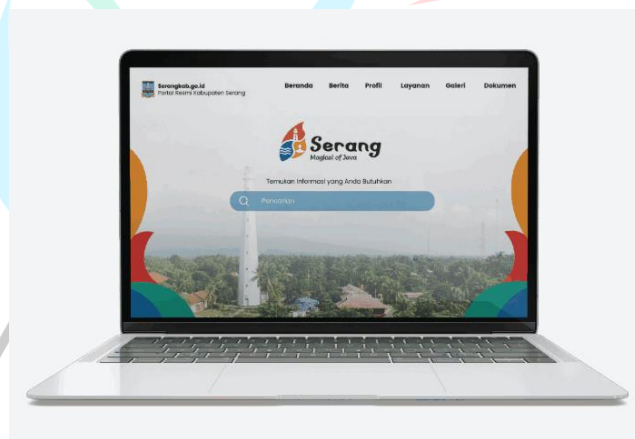 Serangkab.go.id
Portal Resmi Kabupaten Serang
Beranda Berita Profil Layanan Galeri Dokumen
Serang
Magical of Java
Temukan Informasi yang Anda Butuhkan
Pencarian